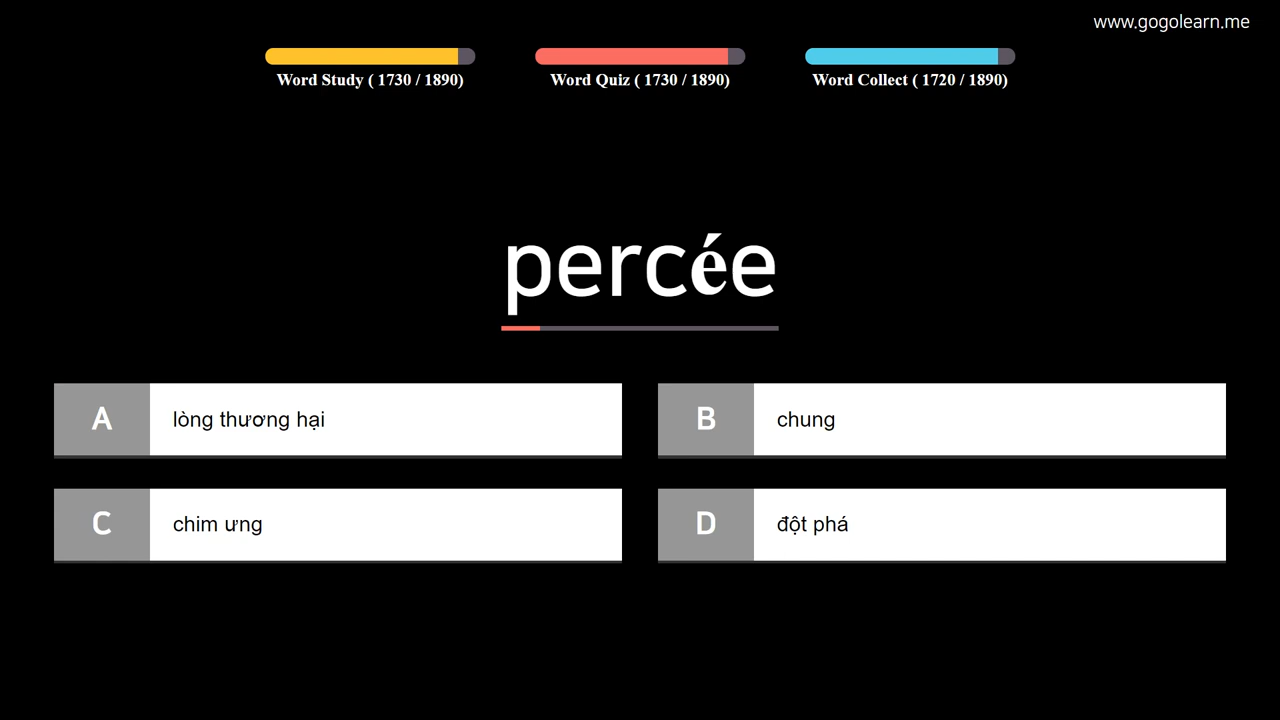 www.gogolearn.me
Word Study ( 1730 / 1890) Word Quiz ( 1730 / 1890) Word Collect ( 1720 / 1890)
percée
A lòng thương hại
B chung
C chim ưng
D đột phá